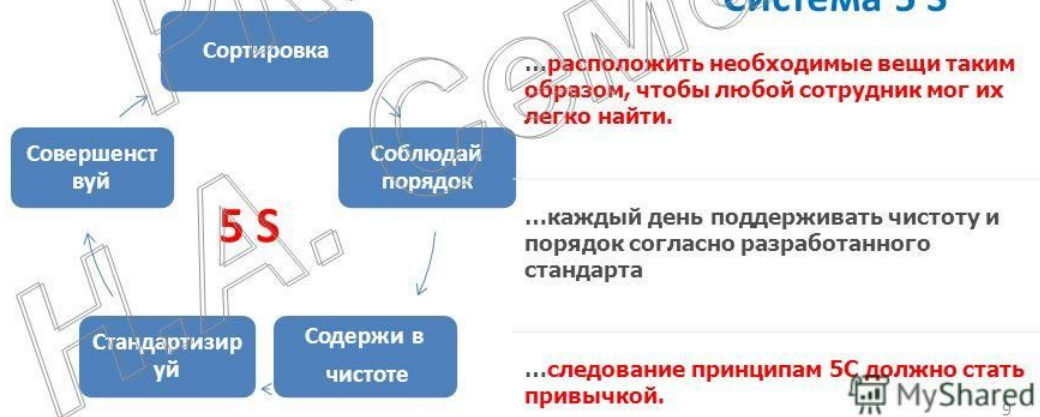 Система 5 S
Сортировка
Соблюдай
порядок
Содержи в
чистоте
Стандартизир
уй
Совершенст
вуй
5 S
...расположить необходимые вещи таким
образом, чтобы любой сотрудник мог их
легко найти.
...каждый день поддерживать чистоту и
порядок согласно разработанного
стандарта
...следование принципам 5С должно стать
привычкой.
Н.А. Сем
MyShared
9